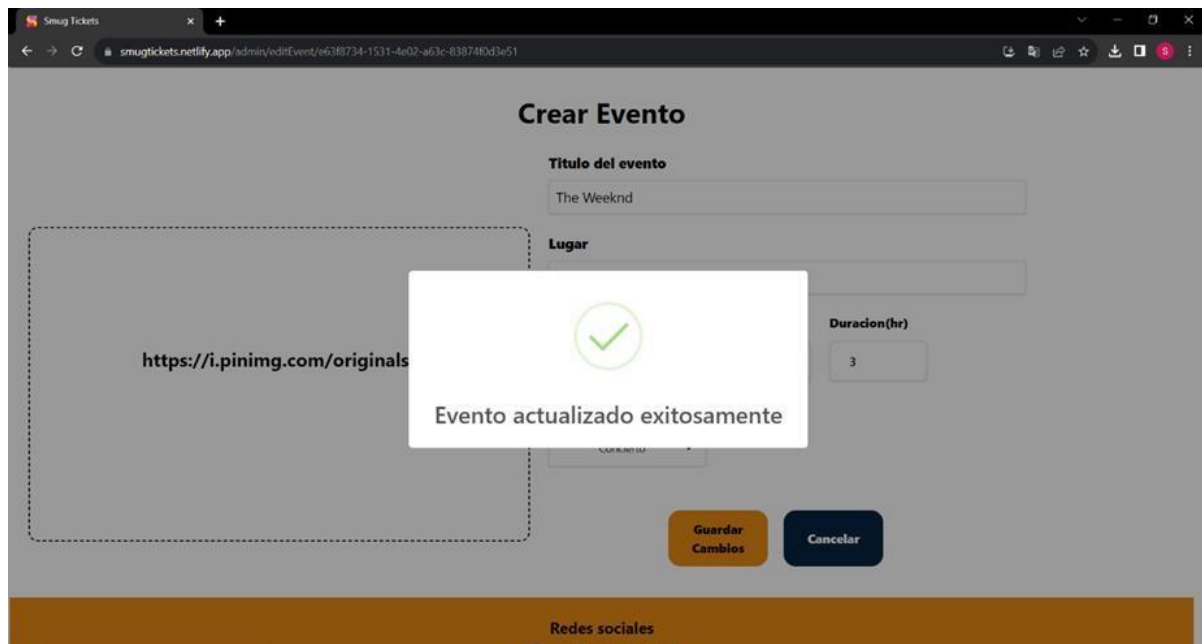 Smug Tickets
smugtickets.netlify.app/admin/editEvent/e63f8734-1531-4e02-a63c-83874f0d3e51
S
Crear Evento
Titulo del evento
The Weeknd
Lugar
Duracion(hr)
https://i.pinimg.com/originals
3
Evento actualizado exitosamente
Concierto
Guardar
Cambios
Cancelar
Redes sociales